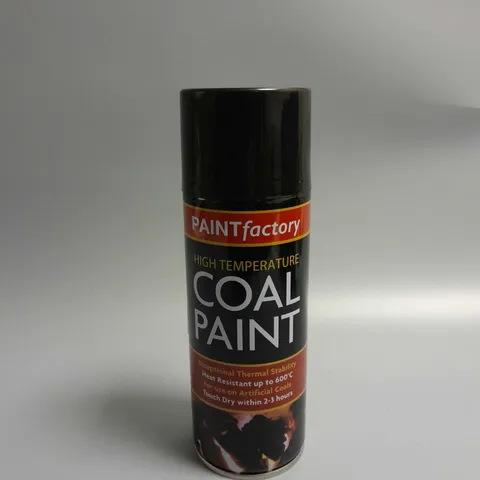 PAINTfactory
HIGH TEMPERATURE
COAL
PAINT
Exceptional Thermal Stability
Heat Resistant up to 600°C
For use on Artificial Coals
Touch Dry within 2-3 hours